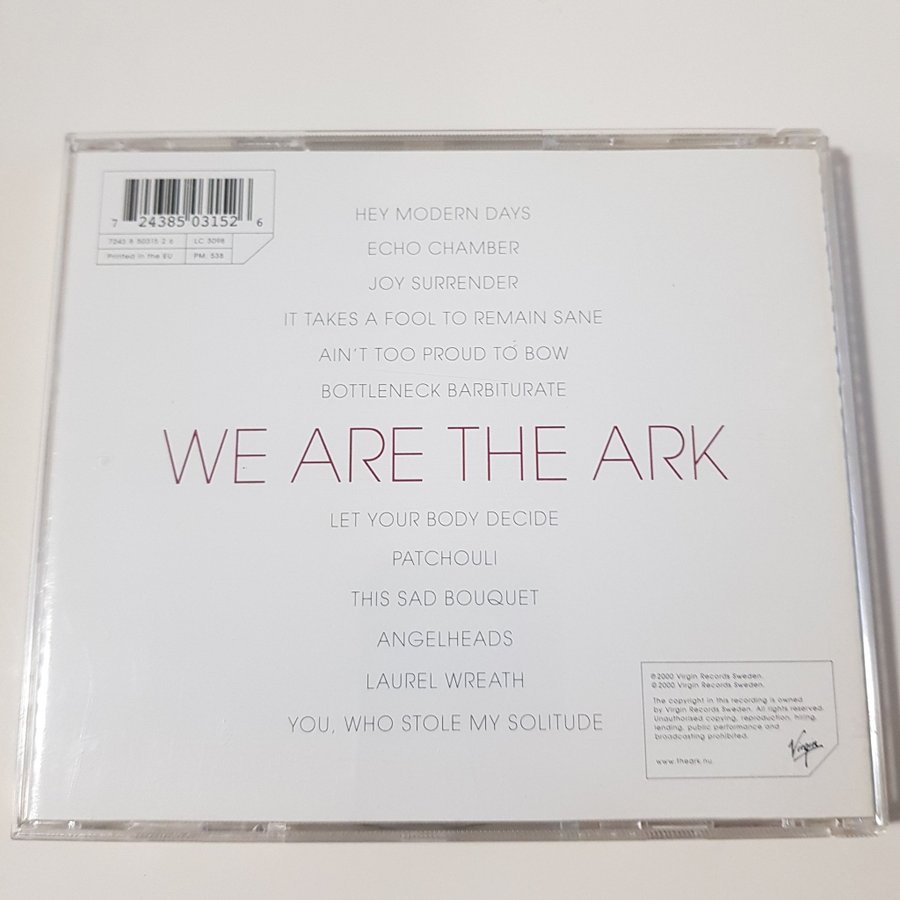 7 24385 03152 6
7243 8 50315 2 6 LC 3098
Printed in the EU PM: 538
HEY MODERN DAYS
ECHO CHAMBER
JOY SURRENDER
IT TAKES A FOOL TO REMAIN SANE
AIN'T TOO PROUD TO BOW
BOTTLENECK BARBITURATE
WE ARE THE ARK
LET YOUR BODY DECIDE
PATCHOULI
THIS SAD BOUQUET
ANGELHEADS
LAUREL WREATH
YOU, WHO STOLE MY SOLITUDE
℗2000 Virgin Records Sweden.
©2000 Virgin Records Sweden.
The copyright in this recording is owned
by Virgin Records Sweden. All rights reserved.
Unauthorised copying, reproduction, hiring,
lending, public performance and
broadcasting prohibited.
www.theark.nu
Virgin